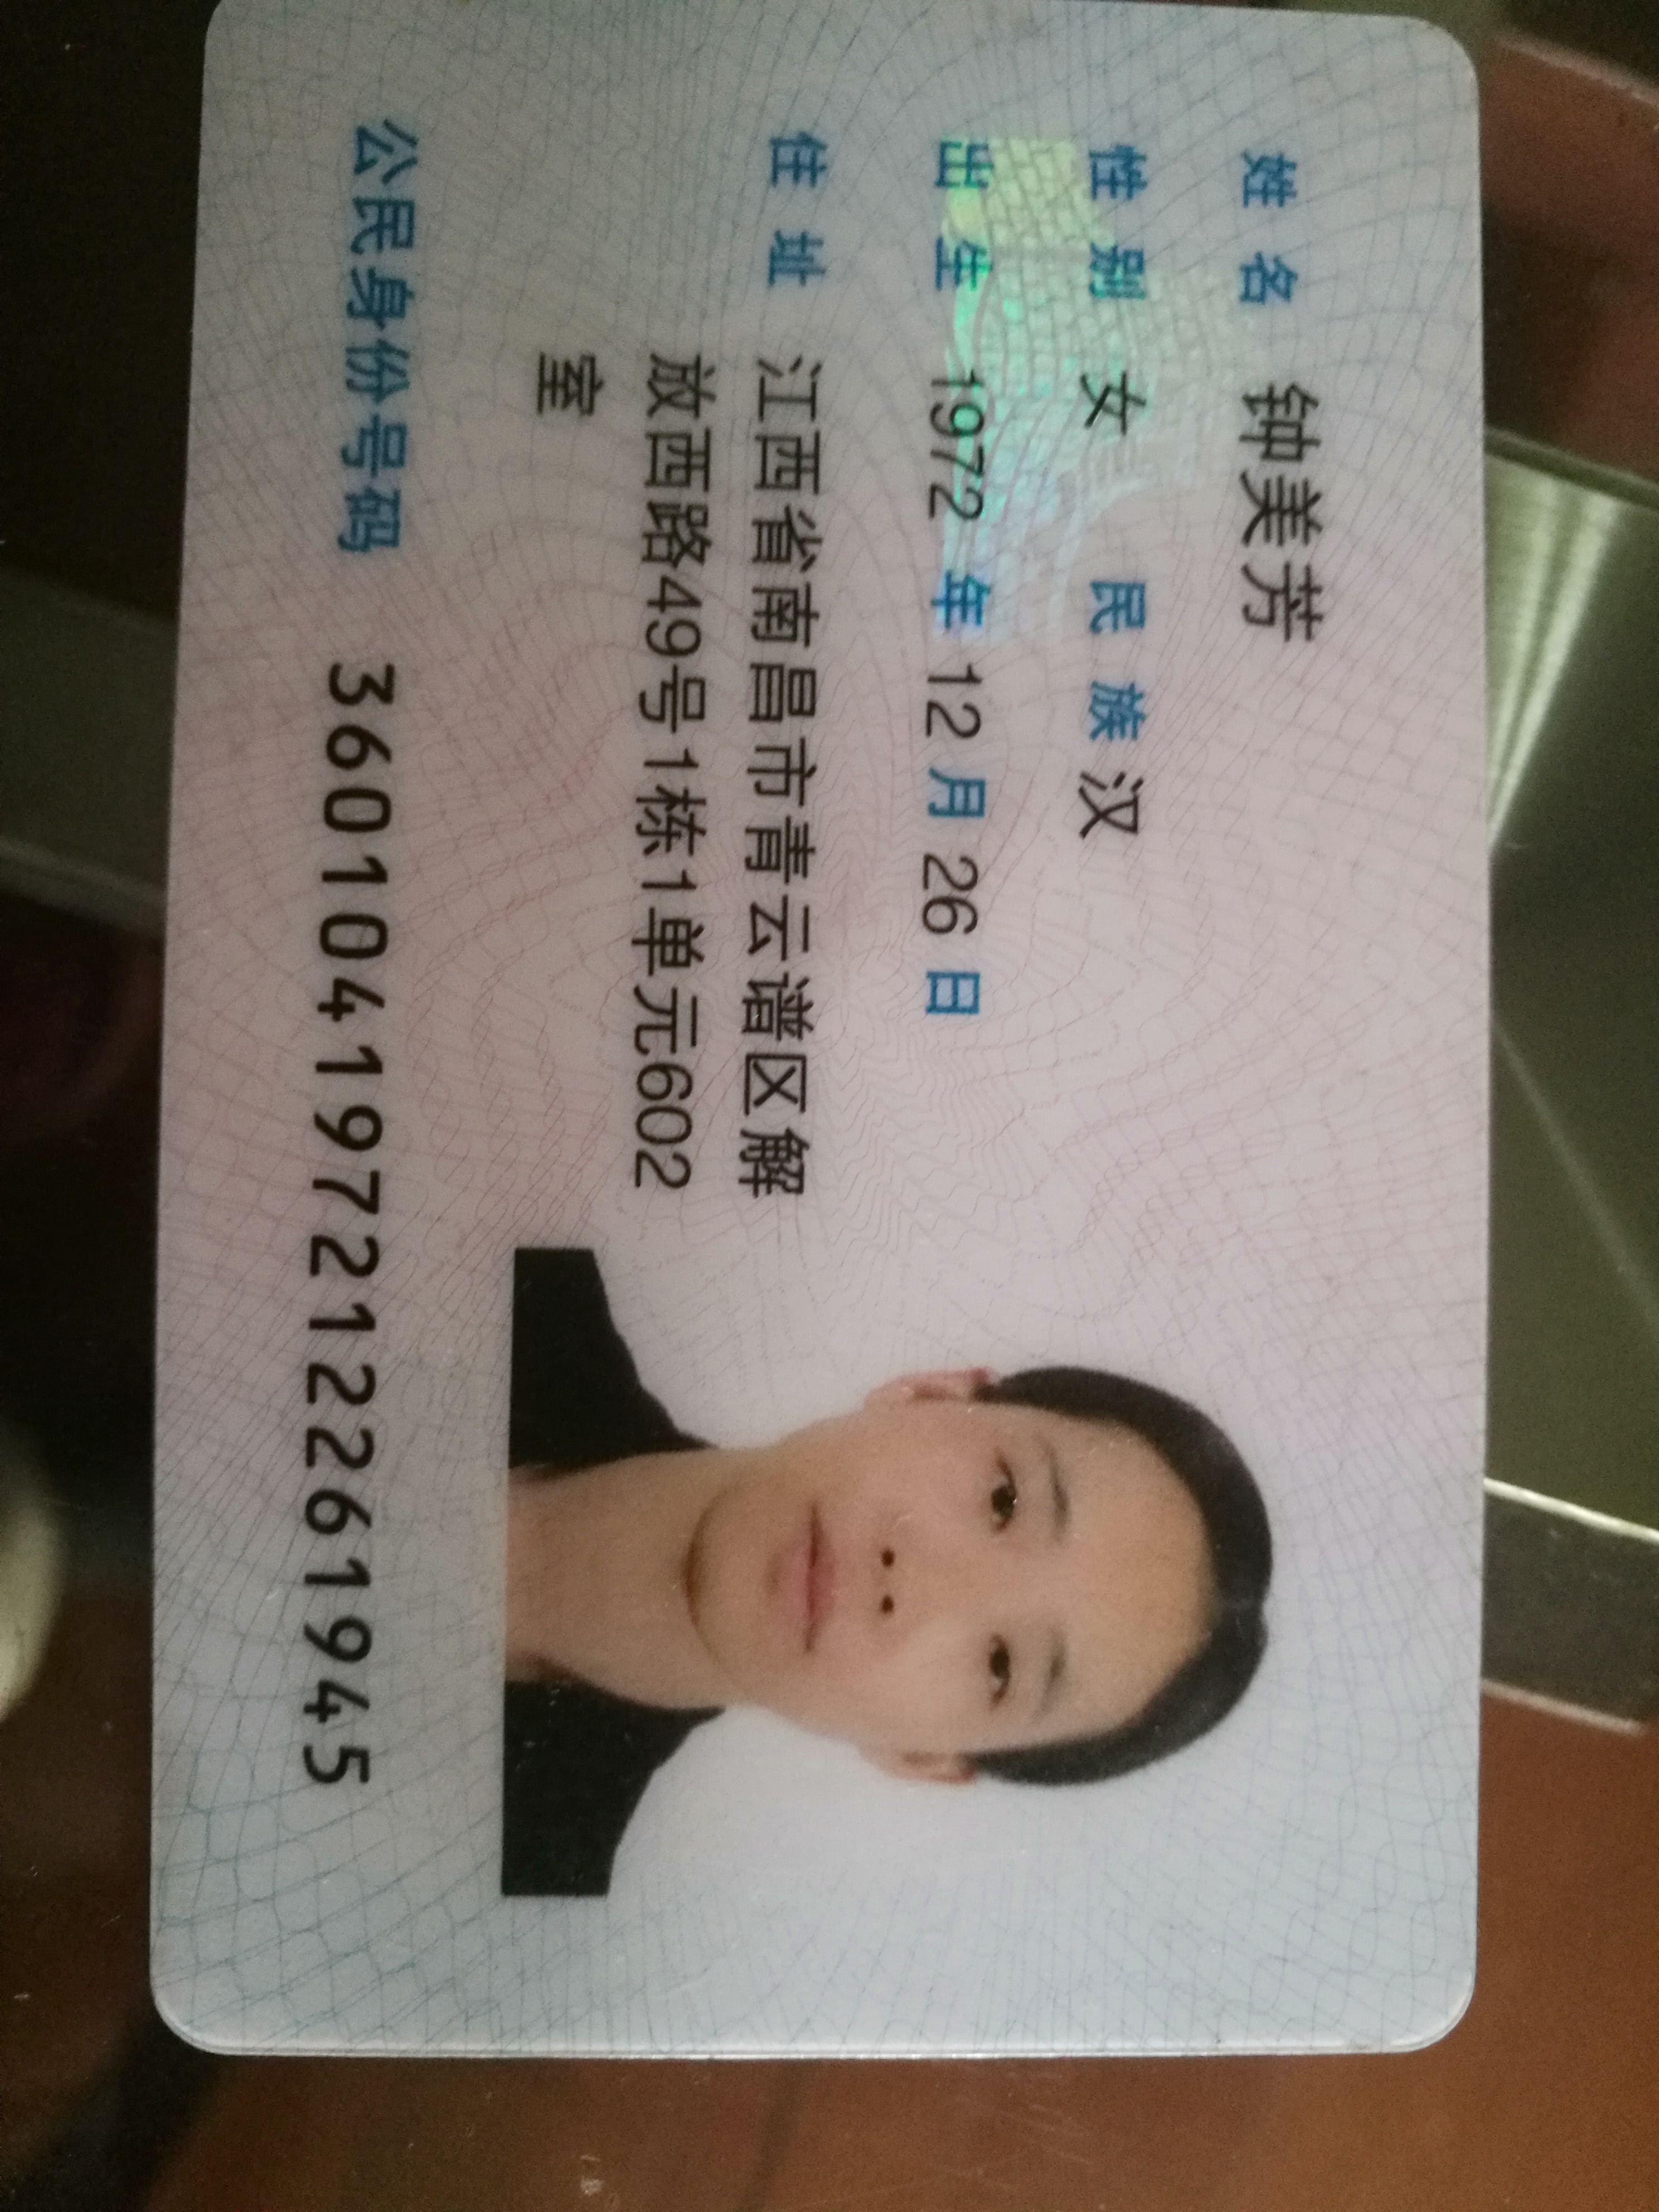 姓名 钟美芳
性别 女 民族 汉
出生 1972 年 12 月 26 日
住址 江西省南昌市青云谱区解
放西路49号1栋1单元602
室
公民身份号码 360104197212261945